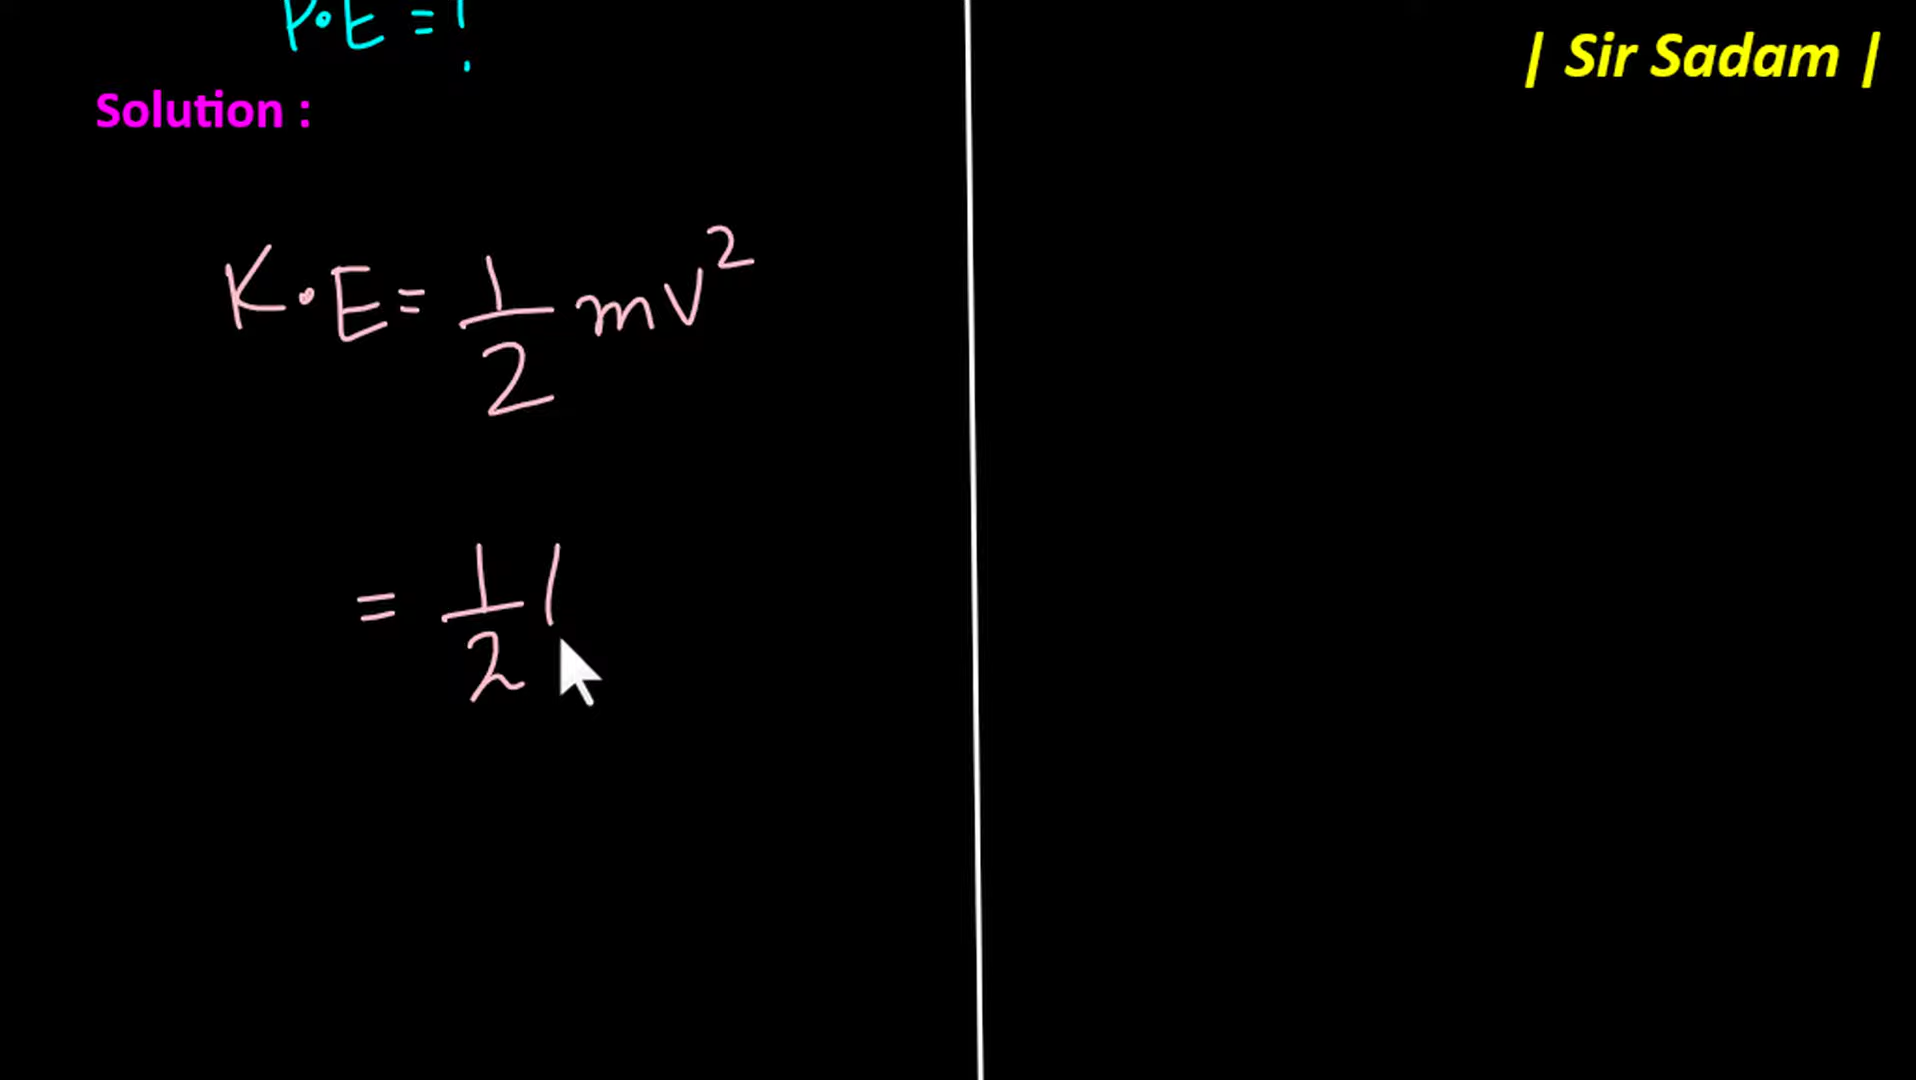 P.E = ?
| Sir Sadam |
Solution :
K.E = 1/2 mv²
= 1/2 (